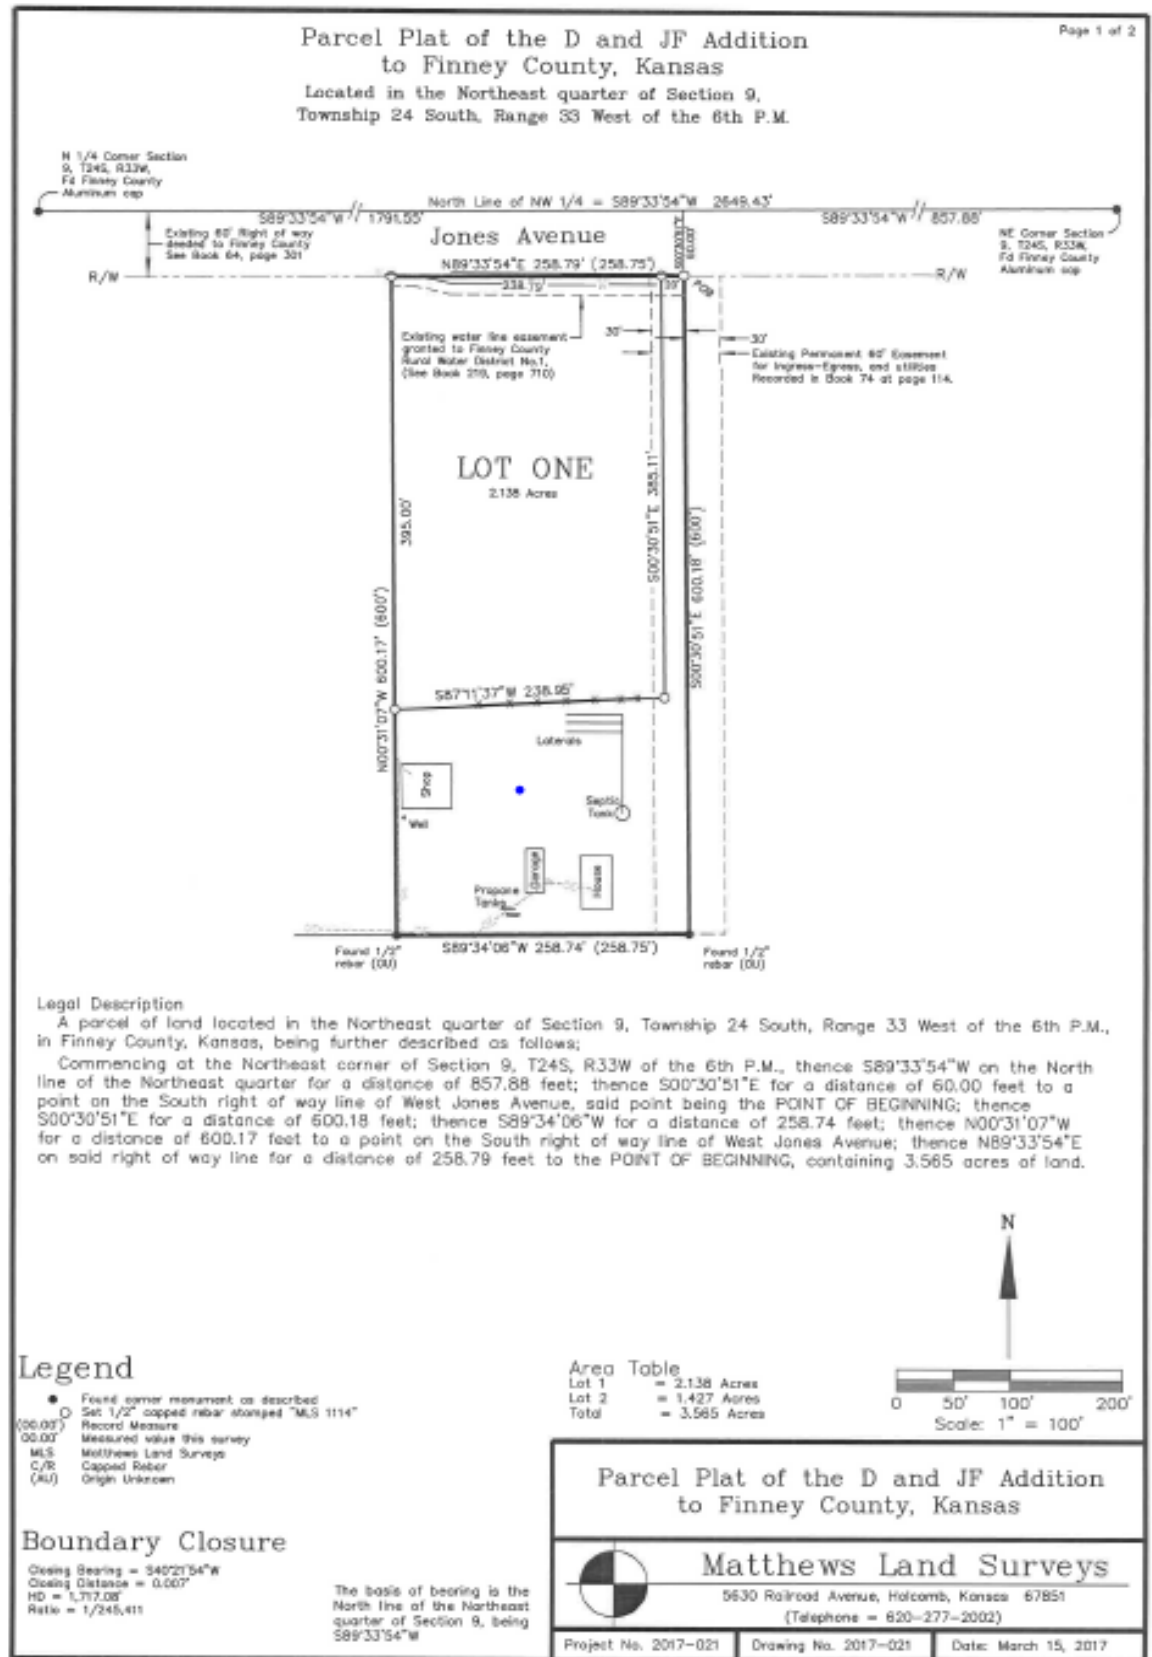 Page 1 of 2
Parcel Plat of the D and JF Addition
to Finney County, Kansas
Located in the Northeast quarter of Section 9,
Township 24 South, Range 33 West of the 6th P.M.
N 1/4 Corner Section
9, T24S, R33W,
Fd Finney County
Aluminum cap
North Line of NW 1/4 = S89°33'54"W 2649.43'
S89°33'54"W 1791.55'
S89°33'54"W 857.88'
Existing 60' Right of way
deeded to Finney County
See Book 64, page 301
Jones Avenue
S00°30'51"E
60.00'
NE Corner Section
9, T24S, R33W,
Fd Finney County
Aluminum cap
R/W
N89°33'54"E 258.79' (258.75')
R/W
238.79'
20'
POB
Existing water line easement
granted to Finney County
Rural Water District No.1,
(See Book 219, page 710)
30'
30'
Existing Permanent 60' Easement
for Ingress-Egress, and utilities
Recorded in Book 74 at page 114.
LOT ONE
2.138 Acres
395.00'
S00°30'51"E 385.11'
S00°30'51"E 600.18' (600')
N00°31'07"W 600.17' (600')
S87°11'37"W 238.95'
Laterals
Shop
Septic
Tank
Well
Garage
House
Propane
Tanks
S89°34'06"W 258.74' (258.75')
Found 1/2"
rebar (OU)
Found 1/2"
rebar (OU)
Legal Description
A parcel of land located in the Northeast quarter of Section 9, Township 24 South, Range 33 West of the 6th P.M.,
in Finney County, Kansas, being further described as follows;
Commencing at the Northeast corner of Section 9, T24S, R33W of the 6th P.M., thence S89°33'54"W on the North
line of the Northeast quarter for a distance of 857.88 feet; thence S00°30'51"E for a distance of 60.00 feet to a
point on the South right of way line of West Jones Avenue, said point being the POINT OF BEGINNING; thence
S00°30'51"E for a distance of 600.18 feet; thence S89°34'06"W for a distance of 258.74 feet; thence N00°31'07"W
for a distance of 600.17 feet to a point on the South right of way line of West Jones Avenue; thence N89°33'54"E
on said right of way line for a distance of 258.79 feet to the POINT OF BEGINNING, containing 3.565 acres of land.
N
Legend
Found corner monument as described
Set 1/2" capped rebar stamped "MLS 1114"
(00.00') Record Measure
00.00' Measured value this survey
MLS Matthews Land Surveys
C/R Capped Rebar
(AU) Origin Unknown
Area Table
Lot 1 = 2.138 Acres
Lot 2 = 1.427 Acres
Total = 3.565 Acres
0 50' 100' 200'
Scale: 1" = 100'
Boundary Closure
Closing Bearing = S40°21'54"W
Closing Distance = 0.007'
HD = 1,717.08'
Ratio = 1/245,411
The basis of bearing is the
North line of the Northeast
quarter of Section 9, being
S89°33'54"W
Parcel Plat of the D and JF Addition
to Finney County, Kansas
Matthews Land Surveys
5630 Railroad Avenue, Holcomb, Kansas 67851
(Telephone = 620-277-2002)
Project No. 2017-021
Drawing No. 2017-021
Date: March 15, 2017